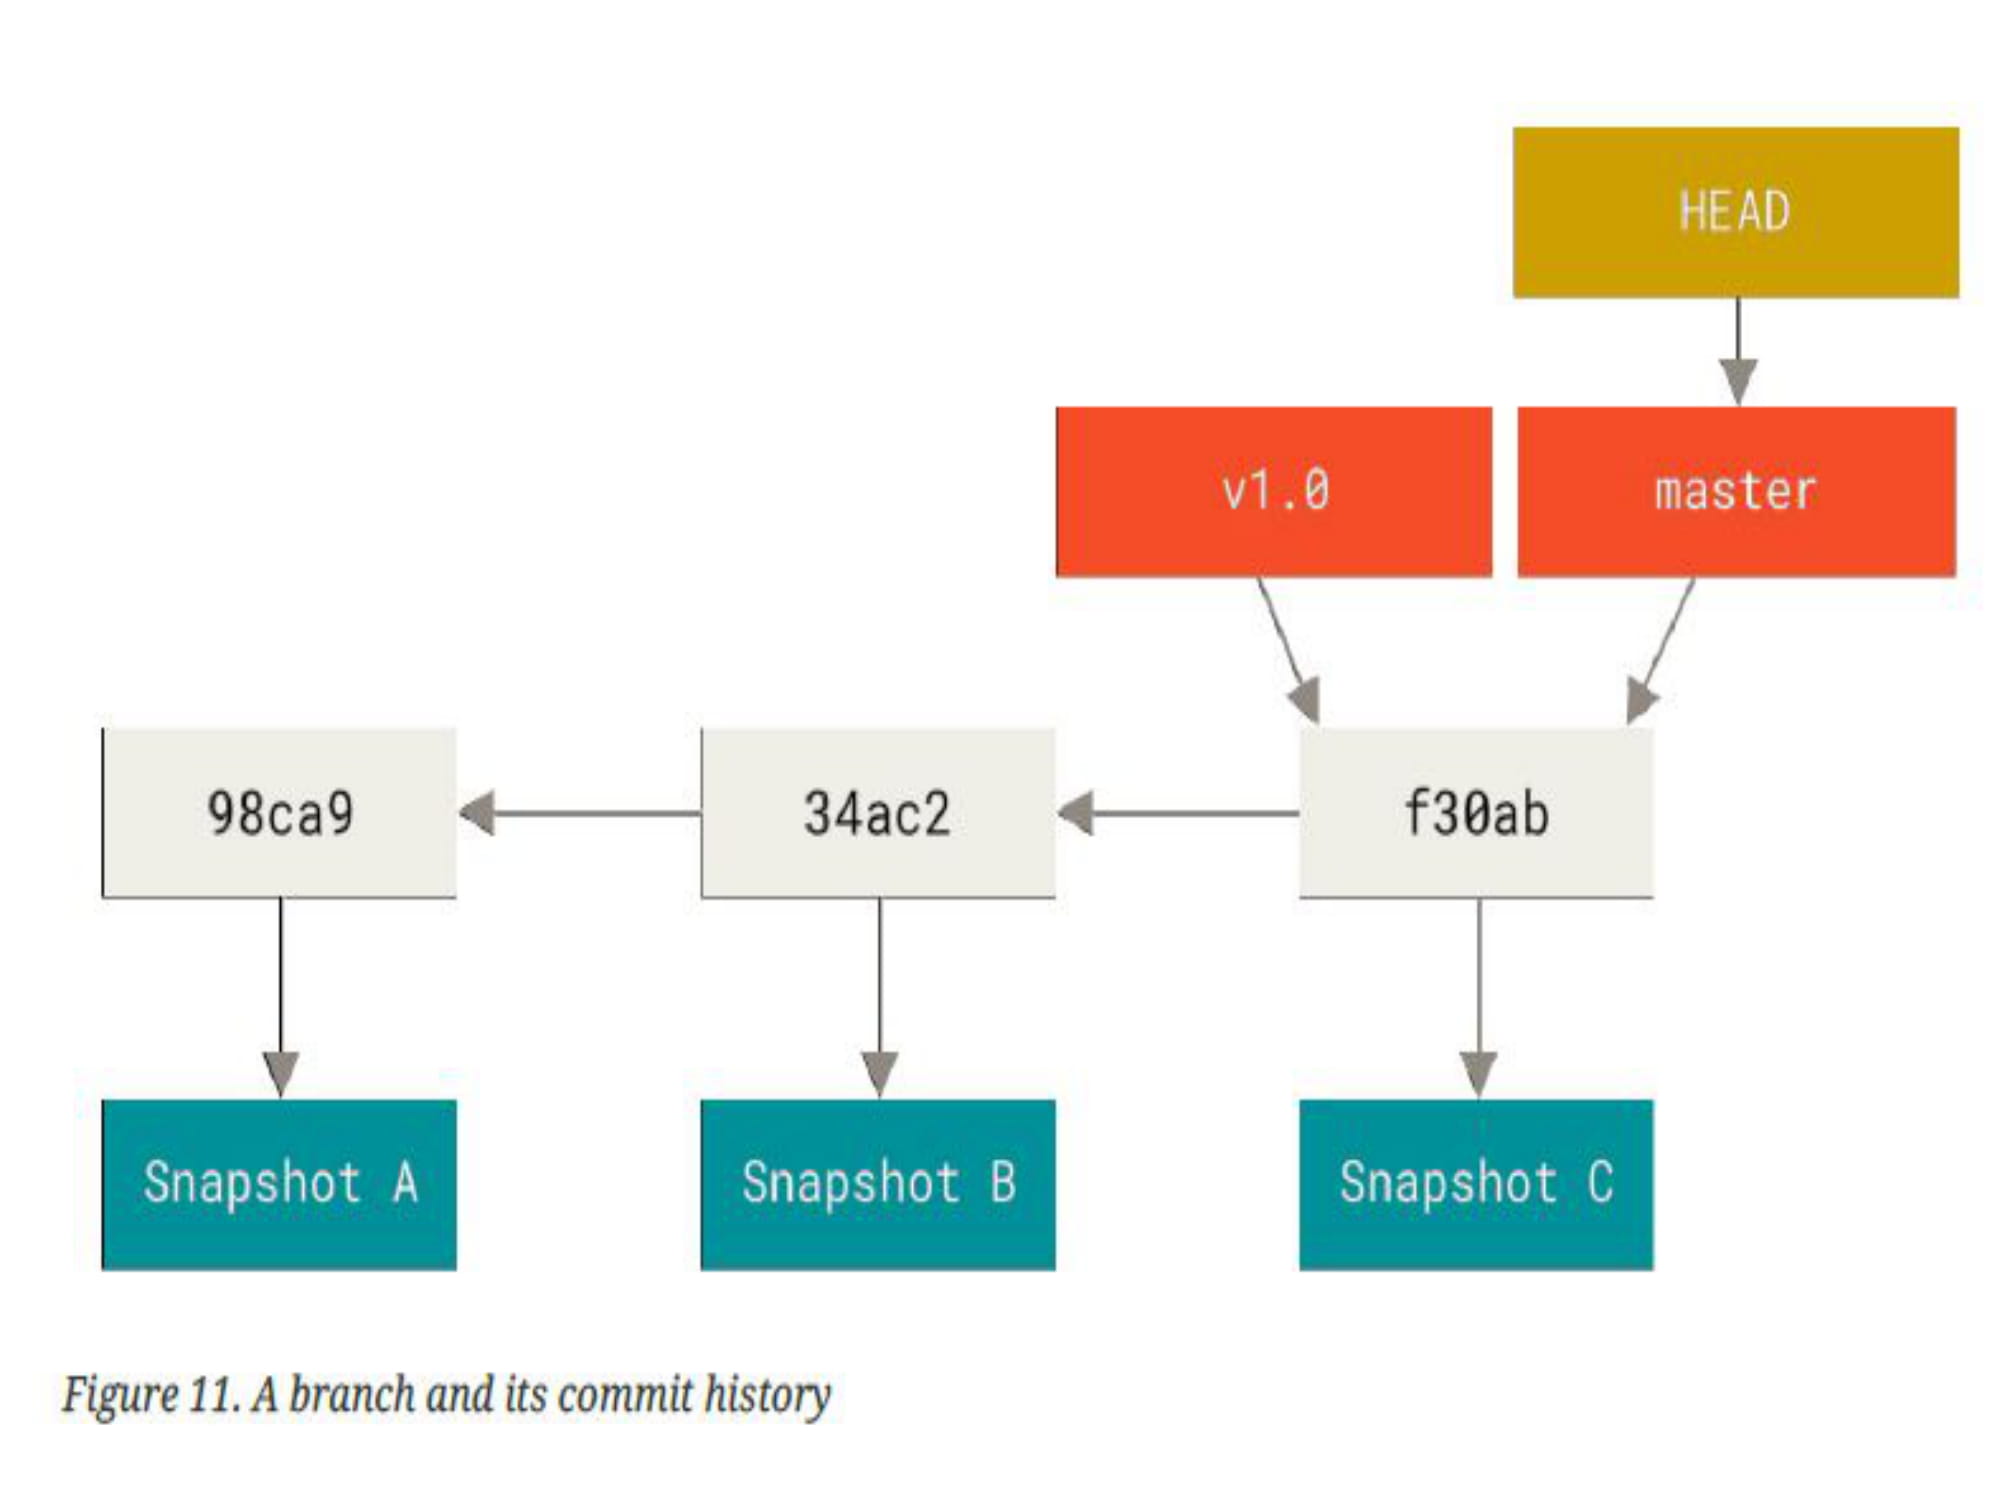 HEAD
v1.0 master
98ca9 34ac2 f30ab
Snapshot A Snapshot B Snapshot C
Figure 11. A branch and its commit history